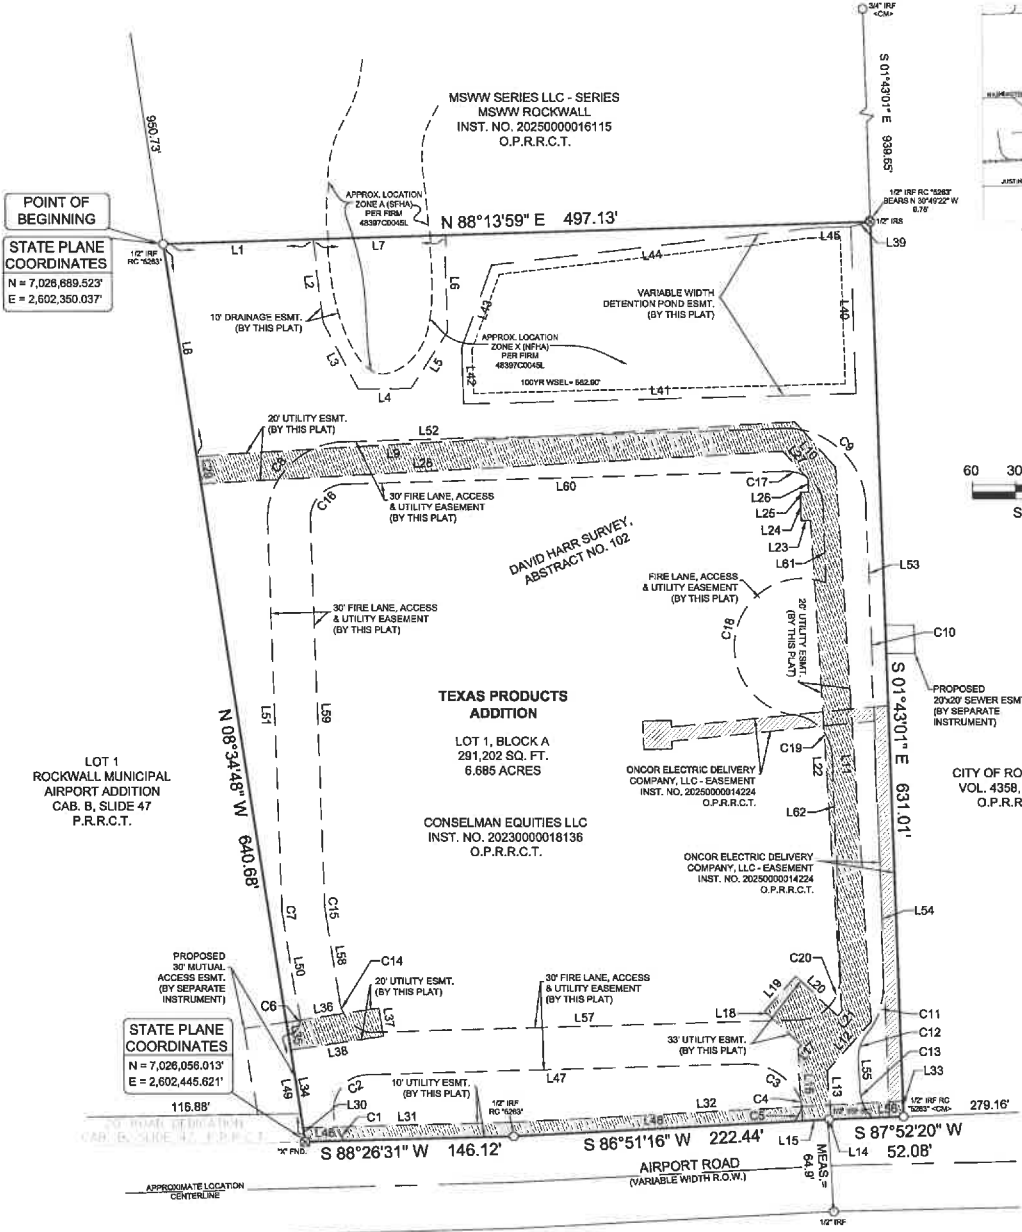 3/4" IRF
<CM>
S 01°43'01" E 939.65'
950.73'
MSWW SERIES LLC - SERIES
MSWW ROCKWALL
INST. NO. 20250000016115
O.P.R.R.C.T.
1/2" IRF RC "5263"
BEARS N 30°49'22" W
0.76'
1/2" IRS
L39
POINT OF
BEGINNING
STATE PLANE
COORDINATES
N = 7,026,689.523'
E = 2,602,350.037'
1/2" IRF
RC "5263"
APPROX. LOCATION
ZONE A (SFHA)
PER FIRM
48397C0045L
N 88°13'59" E 497.13'
L1
L7
L45
L44
L2
L6
10' DRAINAGE ESMT.
(BY THIS PLAT)
VARIABLE WIDTH
DETENTION POND ESMT.
(BY THIS PLAT)
L43
L40
L3
L5
L4
APPROX. LOCATION
ZONE X (NFHA)
PER FIRM
48397C0045L
100YR WSEL= 562.90'
L42
L41
L8
20' UTILITY ESMT.
(BY THIS PLAT)
L52
L9
L28
C8
C9
L10
C16
L60
C17
L26
L25
L24
L23
L61
30' FIRE LANE, ACCESS
& UTILITY EASEMENT
(BY THIS PLAT)
DAVID HARR SURVEY,
ABSTRACT NO. 102
60 30
S
L53
FIRE LANE, ACCESS
& UTILITY EASEMENT
(BY THIS PLAT)
C18
20' UTILITY ESMT.
(BY THIS PLAT)
C10
30' FIRE LANE, ACCESS
& UTILITY EASEMENT
(BY THIS PLAT)
PROPOSED
20'x20' SEWER ESMT
(BY SEPARATE
INSTRUMENT)
L51
L59
TEXAS PRODUCTS
ADDITION
LOT 1, BLOCK A
291,202 SQ. FT.
6.685 ACRES
S 01°43'01" E 631.01'
N 08°34'48" W 640.68'
C19
L22
L11
L62
ONCOR ELECTRIC DELIVERY
COMPANY, LLC - EASEMENT
INST. NO. 20250000014224
O.P.R.R.C.T.
LOT 1
ROCKWALL MUNICIPAL
AIRPORT ADDITION
CAB. B, SLIDE 47
P.R.R.C.T.
CITY OF RO
VOL. 4358,
O.P.R.R
CONSELMAN EQUITIES LLC
INST. NO. 20230000018136
O.P.R.R.C.T.
ONCOR ELECTRIC DELIVERY
COMPANY, LLC - EASEMENT
INST. NO. 20250000014224
O.P.R.R.C.T.
L54
C7
C15
L50
L58
C14
C20
PROPOSED
30' MUTUAL
ACCESS ESMT.
(BY SEPARATE
INSTRUMENT)
20' UTILITY ESMT.
(BY THIS PLAT)
30' FIRE LANE, ACCESS
& UTILITY EASEMENT
(BY THIS PLAT)
L19
L20
L21
C6
L36
L37
L57
L18
C11
C12
C13
L12
L17
L38
33' UTILITY ESMT.
(BY THIS PLAT)
STATE PLANE
COORDINATES
N = 7,026,056.013'
E = 2,602,445.621'
L49
L34
C2
L47
C3
L16
L13
L55
L33
10' UTILITY ESMT.
(BY THIS PLAT)
1/2" IRF
RC "5263"
C4
C5
L30
C1
L31
L32
L56
1/2" IRF RC
"5263" <CM>
116.88'
279.16'
L46
L48
"X" FND.
S 88°26'31" W 146.12'
S 86°51'16" W 222.44'
L15
L14
S 87°52'20" W
52.08'
MEAS. =
64.9'
AIRPORT ROAD
(VARIABLE WIDTH R.O.W.)
APPROXIMATE LOCATION
CENTERLINE
1/2" IRF